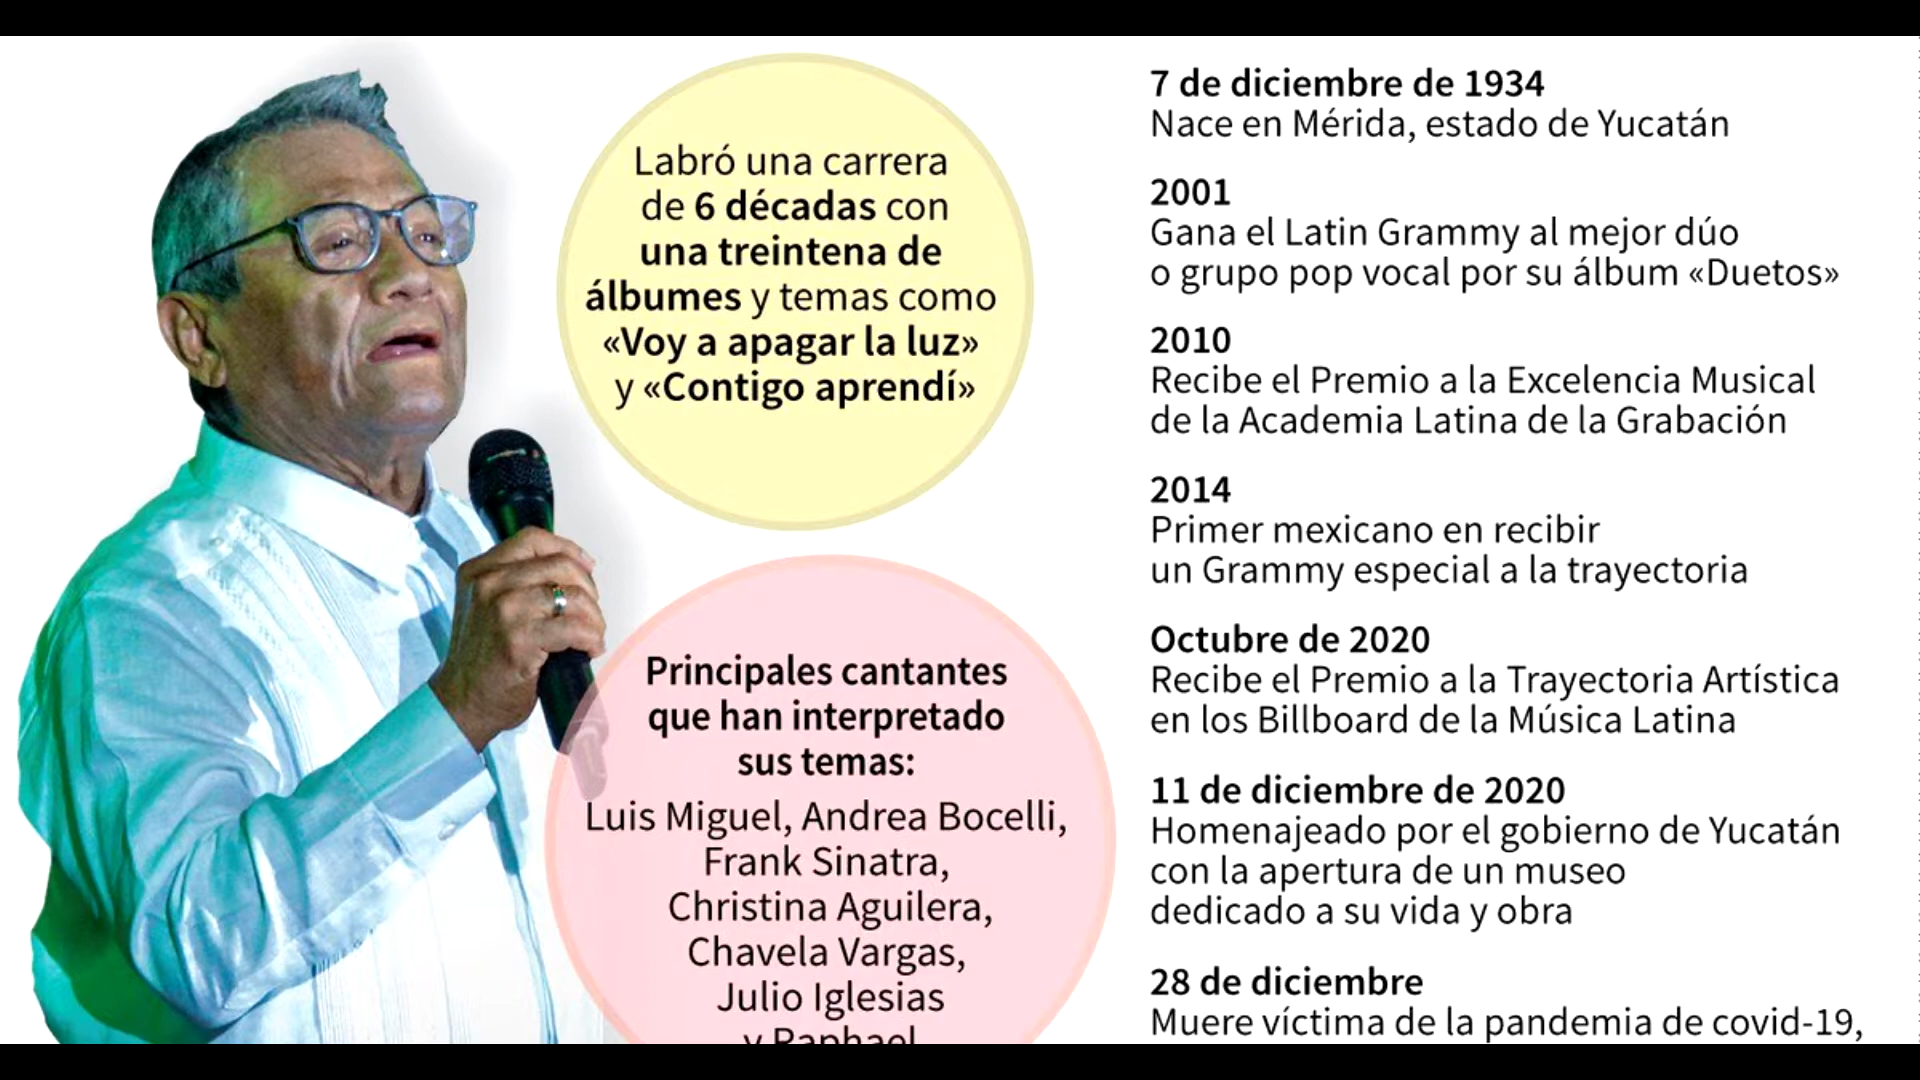 Labró una carrera
de 6 décadas con
una treintena de
álbumes y temas como
«Voy a apagar la luz»
y «Contigo aprendí»
Principales cantantes
que han interpretado
sus temas:
Luis Miguel, Andrea Bocelli,
Frank Sinatra,
Christina Aguilera,
Chavela Vargas,
Julio Iglesias
y Raphael
7 de diciembre de 1934
Nace en Mérida, estado de Yucatán
2001
Gana el Latin Grammy al mejor dúo
o grupo pop vocal por su álbum «Duetos»
2010
Recibe el Premio a la Excelencia Musical
de la Academia Latina de la Grabación
2014
Primer mexicano en recibir
un Grammy especial a la trayectoria
Octubre de 2020
Recibe el Premio a la Trayectoria Artística
en los Billboard de la Música Latina
11 de diciembre de 2020
Homenajeado por el gobierno de Yucatán
con la apertura de un museo
dedicado a su vida y obra
28 de diciembre
Muere víctima de la pandemia de covid-19,